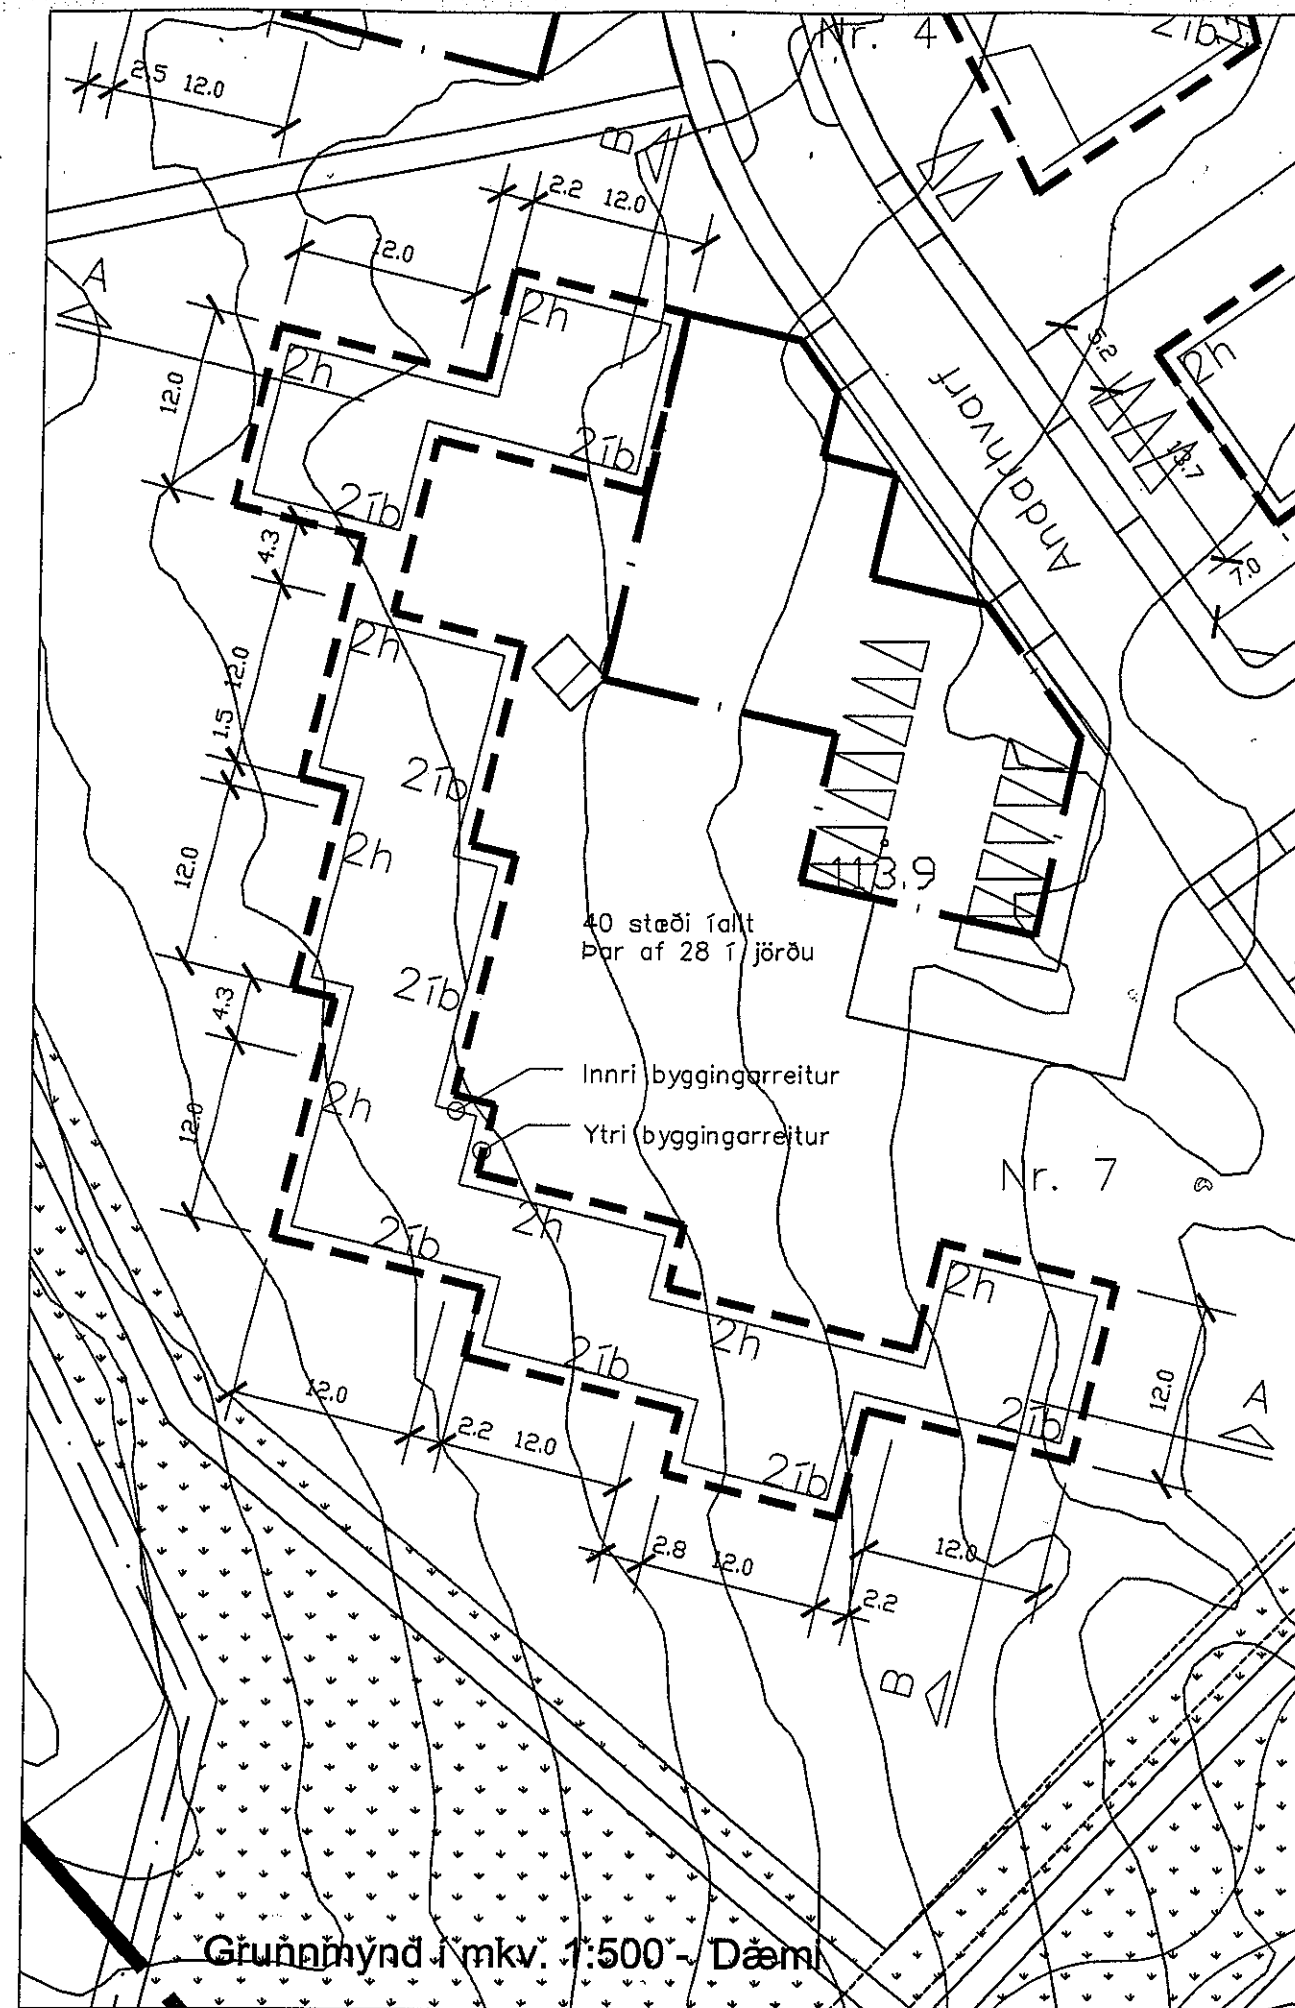 Nr. 4
2íb
2.5 12.0
B
2.2 12.0
12.0
A
2h
2h
5.2
2h
12.0
Andarhvarf
13.7
2íb
2íb
4.3
7.0
2h
12.0
1.5
2íb
2h
12.0
113.9
40 stæði íallt
Þar af 28 í jörðu
2íb
4.3
Innri byggingarreitur
2h
12.0
Ytri byggingarreitur
Nr. 7
2h
2íb
2h
2h
2íb
12.0
12.0
A
2íb
2.2 12.0
2íb
2.8 12.0
12.0
2.2
B
Grunnmynd í mkv. 1:500 - Dæmi